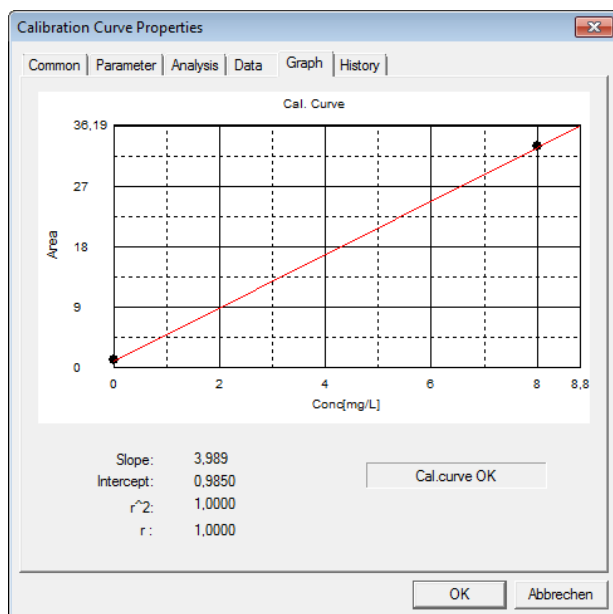 Calibration Curve Properties
Common Parameter Analysis Data Graph History
Cal. Curve
36,19
27
18
9
0
Area
0 2 4 6 8 8,8
Conc[mg/L]
Slope: 3,989
Intercept: 0,9850
r^2: 1,0000
r : 1,0000
Cal.curve OK
OK Abbrechen